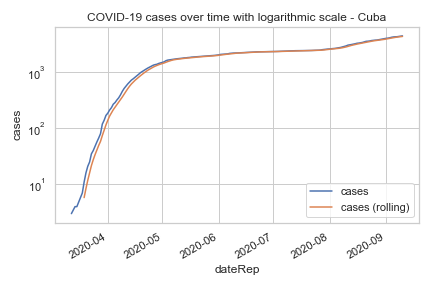 COVID-19 cases over time with logarithmic scale - Cuba
cases
10³
10²
10¹
cases
cases (rolling)
2020-04
2020-05
2020-06
2020-07
2020-08
2020-09
dateRep